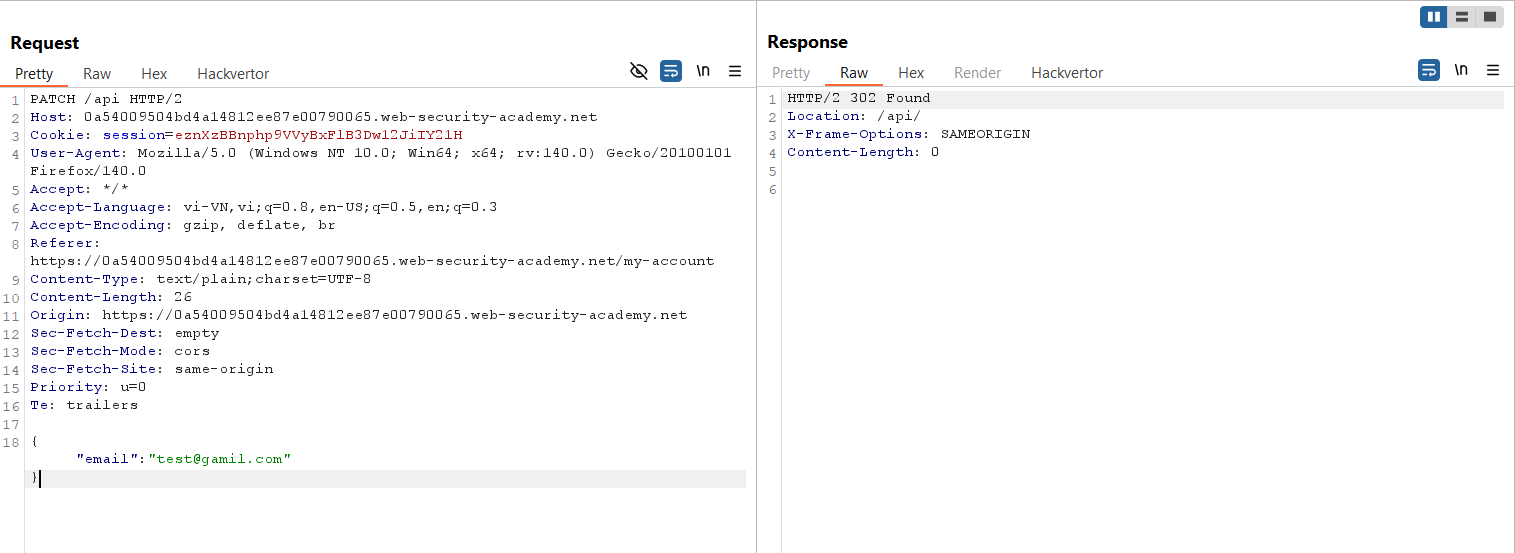 Request
Pretty Raw Hex Hackvertor \n
1 PATCH /api HTTP/2
2 Host: 0a54009504bd4a14812ee87e00790065.web-security-academy.net
3 Cookie: session=eznXzBBnphp9VVyBxFlB3Dw12JiIY21H
4 User-Agent: Mozilla/5.0 (Windows NT 10.0; Win64; x64; rv:140.0) Gecko/20100101
Firefox/140.0
5 Accept: */*
6 Accept-Language: vi-VN,vi;q=0.8,en-US;q=0.5,en;q=0.3
7 Accept-Encoding: gzip, deflate, br
8 Referer:
https://0a54009504bd4a14812ee87e00790065.web-security-academy.net/my-account
9 Content-Type: text/plain;charset=UTF-8
10 Content-Length: 26
11 Origin: https://0a54009504bd4a14812ee87e00790065.web-security-academy.net
12 Sec-Fetch-Dest: empty
13 Sec-Fetch-Mode: cors
14 Sec-Fetch-Site: same-origin
15 Priority: u=0
16 Te: trailers
17
18 {
"email":"test@gamil.com"
}
Response
Pretty Raw Hex Render Hackvertor \n
1 HTTP/2 302 Found
2 Location: /api/
3 X-Frame-Options: SAMEORIGIN
4 Content-Length: 0
5
6